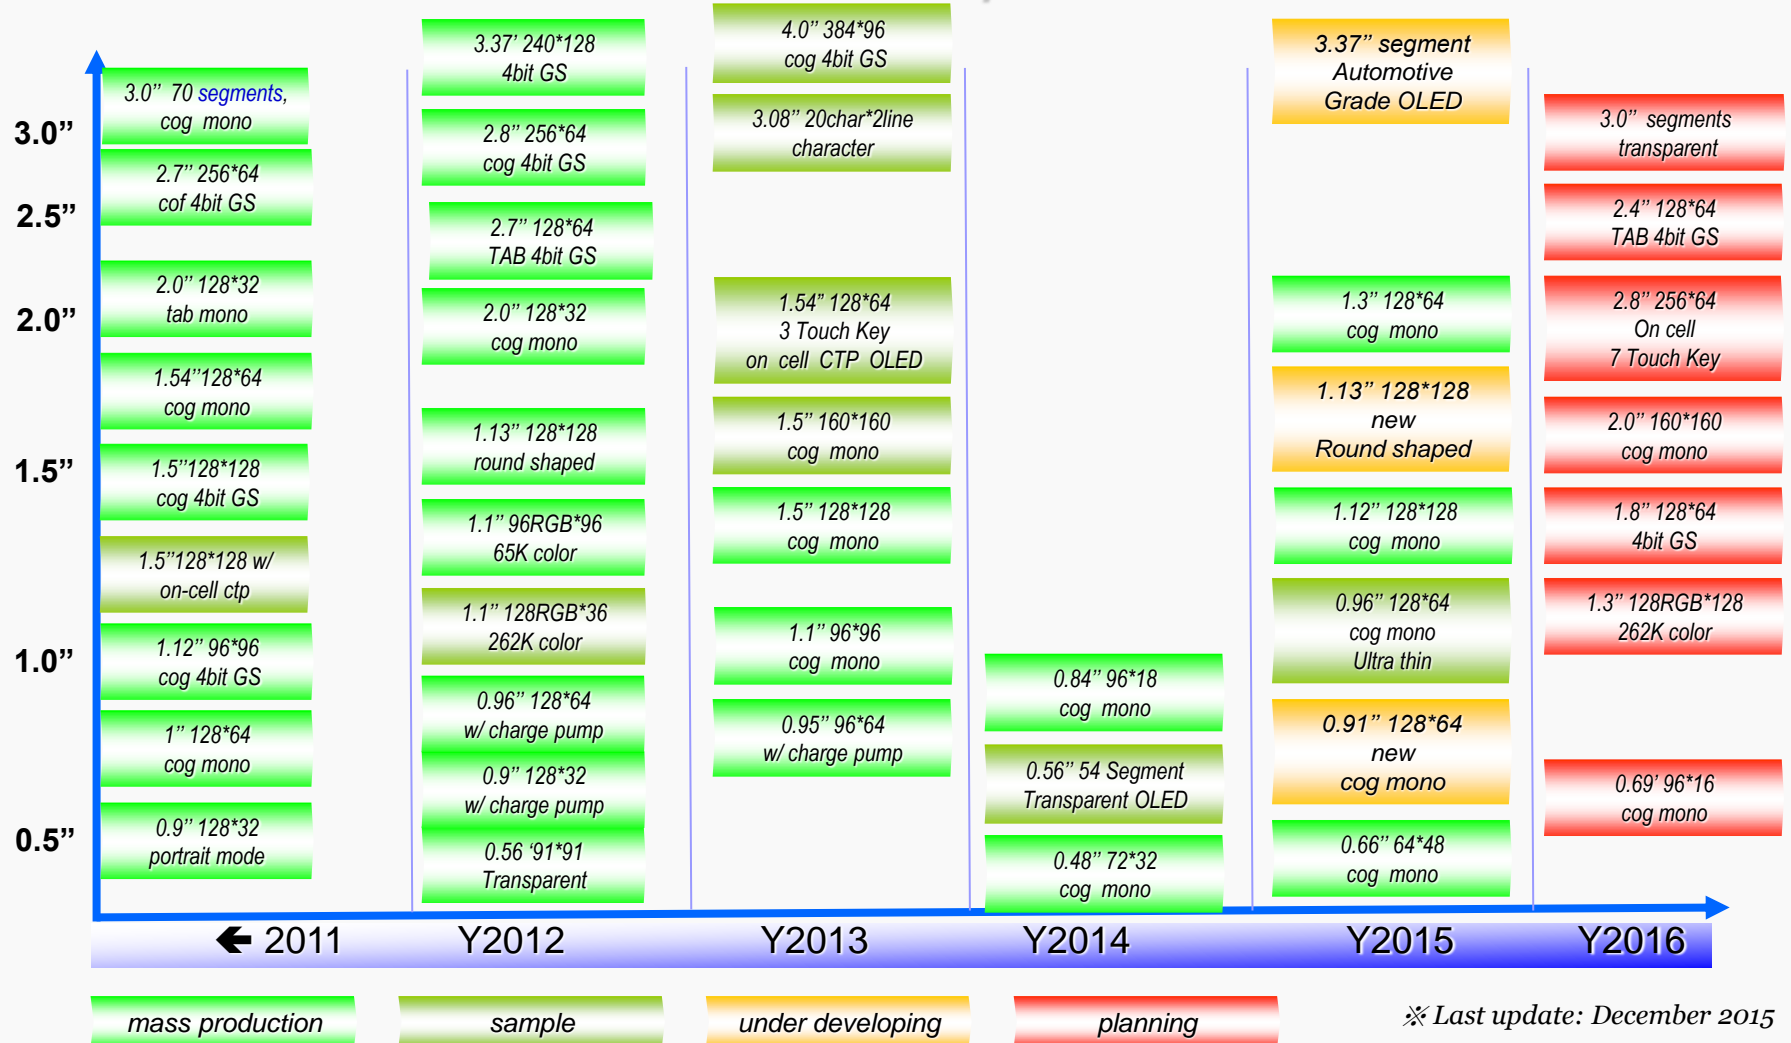 3.0”
2.5”
2.0”
1.5”
1.0”
0.5”
3.0’’ 70 segments,
cog mono
2.7’’ 256*64
cof 4bit GS
2.0’’ 128*32
tab mono
1.54’’128*64
cog mono
1.5’’128*128
cog 4bit GS
1.5’’128*128 w/
on-cell ctp
1.12’’ 96*96
cog 4bit GS
1’’ 128*64
cog mono
0.9’’ 128*32
portrait mode
3.37’ 240*128
4bit GS
2.8’’ 256*64
cog 4bit GS
2.7’’ 128*64
TAB 4bit GS
2.0’’ 128*32
cog mono
1.13’’ 128*128
round shaped
1.1’’ 96RGB*96
65K color
1.1’’ 128RGB*36
262K color
0.96’’ 128*64
w/ charge pump
0.9’’ 128*32
w/ charge pump
0.56 ‘91*91
Transparent
4.0’’ 384*96
cog 4bit GS
3.08’’ 20char*2line
character
1.54’’ 128*64
3 Touch Key
on cell CTP OLED
1.5’’ 160*160
cog mono
1.5’’ 128*128
cog mono
1.1’’ 96*96
cog mono
0.95’’ 96*64
w/ charge pump
0.84’’ 96*18
cog mono
0.56’’ 54 Segment
Transparent OLED
0.48’’ 72*32
cog mono
3.37’’ segment
Automotive
Grade OLED
1.3’’ 128*64
cog mono
1.13’’ 128*128
new
Round shaped
1.12’’ 128*128
cog mono
0.96’’ 128*64
cog mono
Ultra thin
0.91’’ 128*64
new
cog mono
0.66’’ 64*48
cog mono
3.0’’ segments
transparent
2.4’’ 128*64
TAB 4bit GS
2.8’’ 256*64
On cell
7 Touch Key
2.0’’ 160*160
cog mono
1.8’’ 128*64
4bit GS
1.3’’ 128RGB*128
262K color
0.69’ 96*16
cog mono
← 2011 Y2012 Y2013 Y2014 Y2015 Y2016
mass production
sample
under developing
planning
※ Last update: December 2015